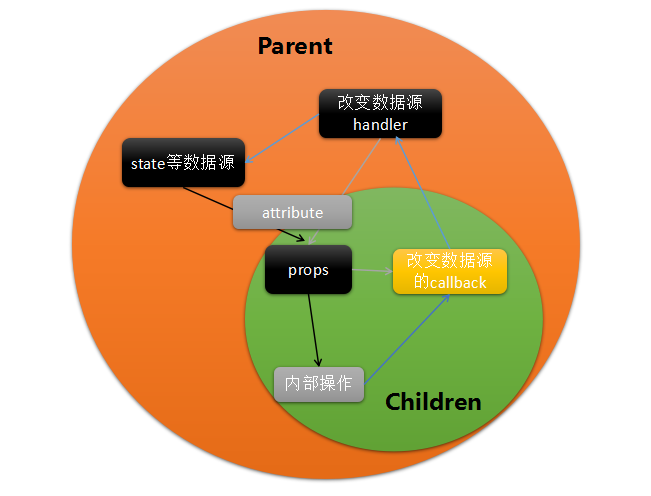 Parent
改变数据源
handler
state等数据源
attribute
props
改变数据源
的callback
内部操作
Children